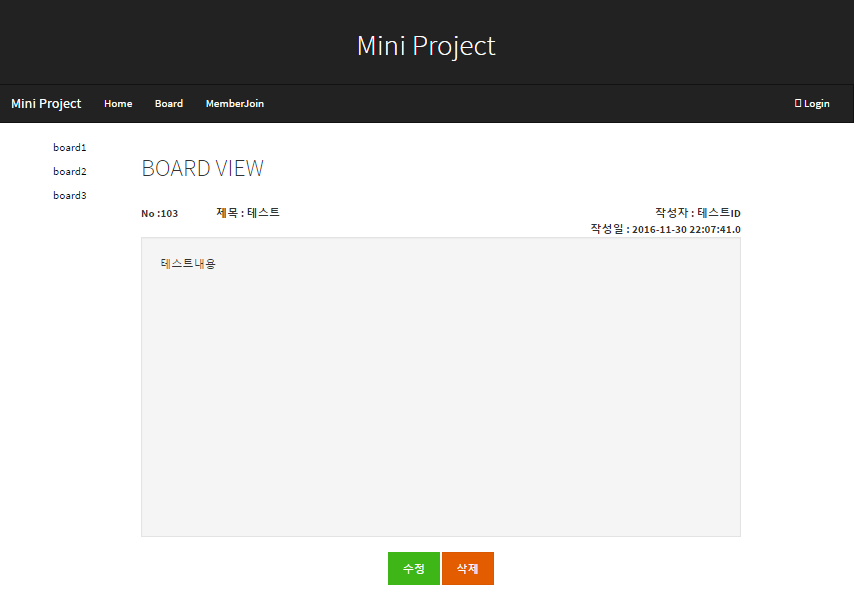 Mini Project
Mini Project Home Board MemberJoin Login
board1
board2
board3
BOARD VIEW
No :103 제목 : 테스트 작성자 : 테스트ID
작성일 : 2016-11-30 22:07:41.0
테스트내용
수정 삭제